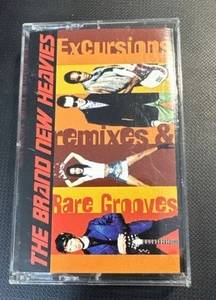 THE BRAND NEW HEAVIES
Excursions
remixes &
Rare Grooves